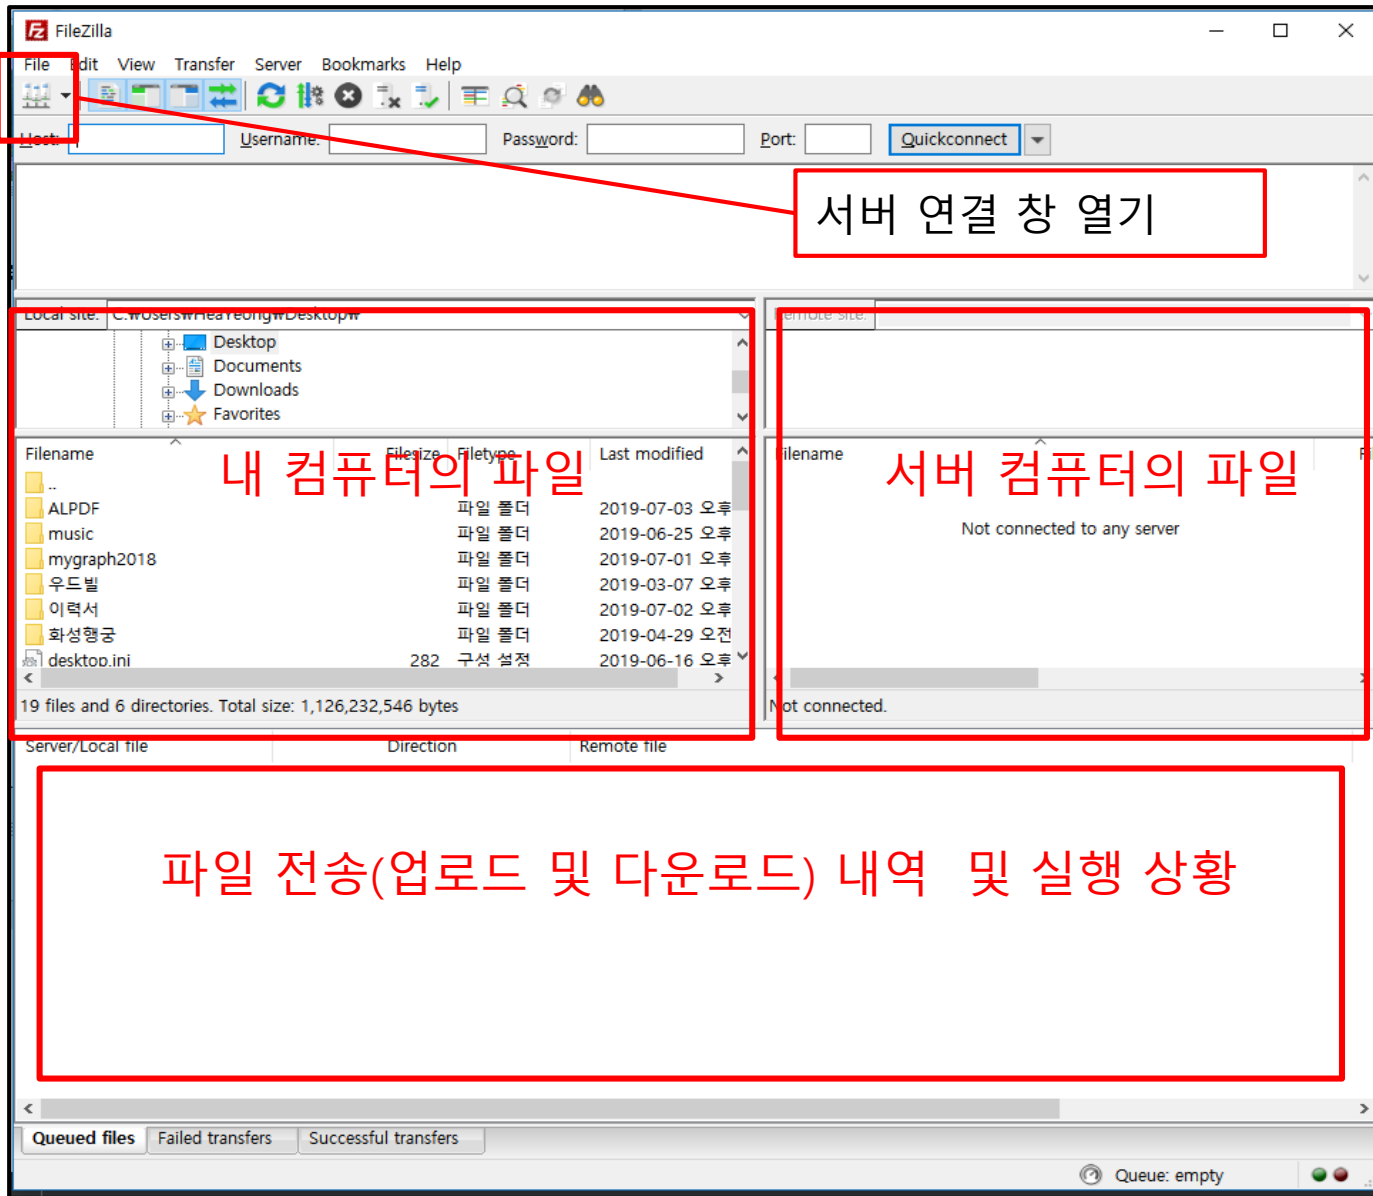 FileZilla
File Edit View Transfer Server Bookmarks Help
Host: Username: Password: Port: Quickconnect
서버 연결 창 열기
Local site: C:₩Users₩HeaYeong₩Desktop₩
Remote site:
Desktop
Documents
Downloads
Favorites
Filename Filesize Filetype Last modified
내 컴퓨터의 파일
..
ALPDF 파일 폴더 2019-07-03 오후
music 파일 폴더 2019-06-25 오후
mygraph2018 파일 폴더 2019-07-01 오후
우드빌 파일 폴더 2019-03-07 오후
이력서 파일 폴더 2019-07-02 오후
화성행궁 파일 폴더 2019-04-29 오전
desktop.ini 282 구성 설정 2019-06-16 오후
19 files and 6 directories. Total size: 1,126,232,546 bytes
Filename
서버 컴퓨터의 파일
Not connected to any server
Not connected.
Server/Local file Direction Remote file
파일 전송(업로드 및 다운로드) 내역 및 실행 상황
Queued files Failed transfers Successful transfers
Queue: empty